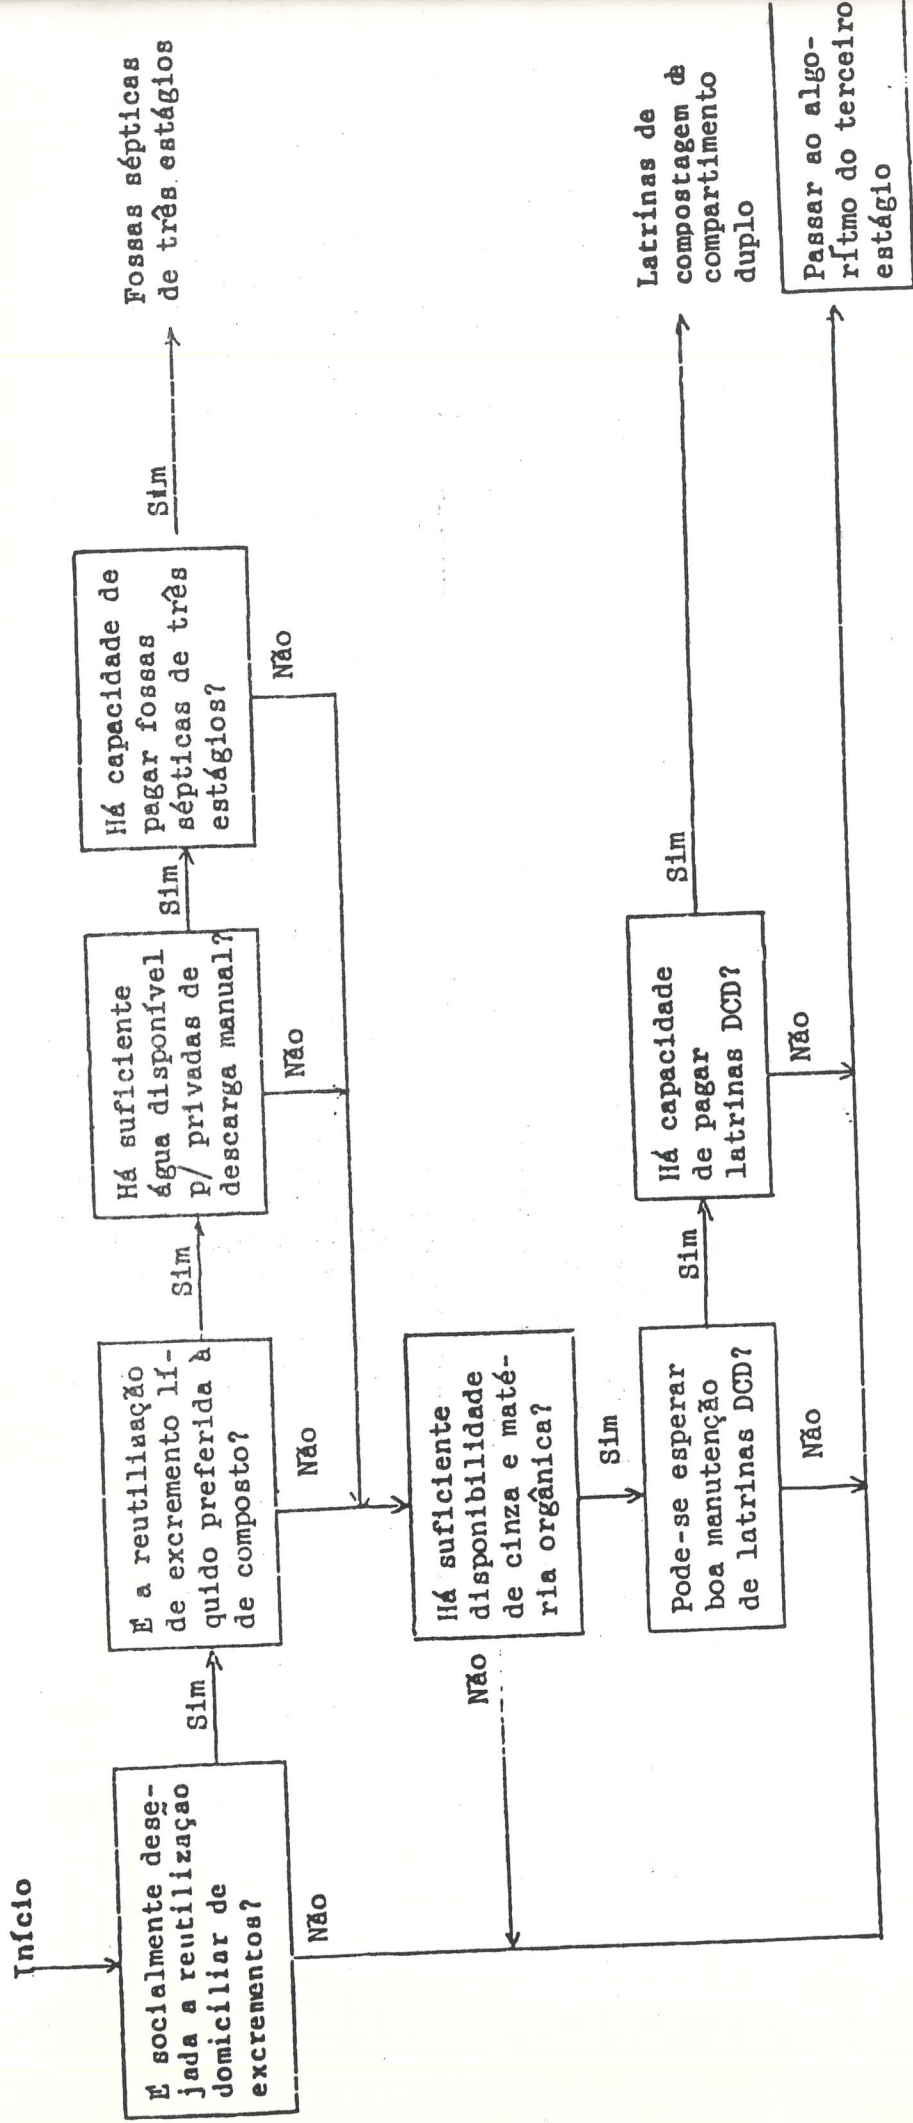 Início
E socialmente dese-
jada a reutilização
domiciliar de
excrementos?
Sim
Não
E a reutilização
de excremento lí-
quido preferida à
de composto?
Sim
Não
Há suficiente
água disponível
p/ privadas de
descarga manual?
Sim
Não
Há capacidade de
pagar fossas
sépticas de três
estágios?
Sim
Não
Fossas sépticas
de três estágios
Há suficiente
disponibilidade
de cinza e maté-
ria orgânica?
Não
Sim
Pode-se esperar
boa manutenção
de latrinas DCD?
Sim
Não
Há capacidade
de pagar
latrinas DCD?
Sim
Não
Latrinas de
compostagem de
compartimento
duplo
Passar ao algo-
rítmo do terceiro
estágio